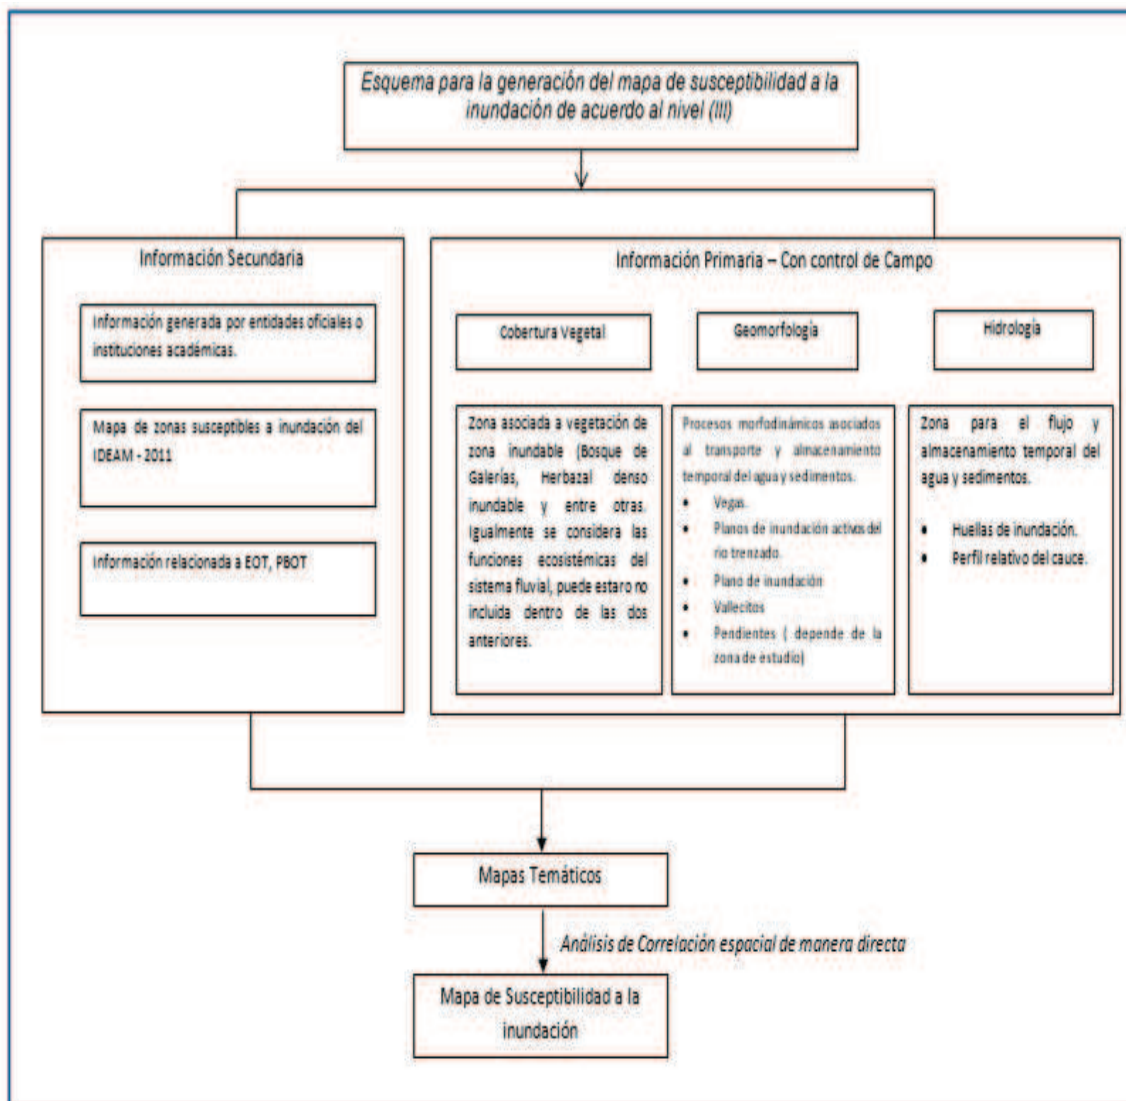 Esquema para la generación del mapa de susceptibilidad a la
inundación de acuerdo al nivel (III)
Información Secundaria
Información generada por entidades oficiales o
instituciones académicas.
Mapa de zonas susceptibles a inundación del
IDEAM - 2011
Información relacionada a EOT, PBOT
Información Primaria – Con control de Campo
Cobertura Vegetal
Zona asociada a vegetación de
zona inundable (Bosque de
Galerías, Herbazal denso
inundable y entre otras.
Igualmente se considera las
funciones ecosistémicas del
sistema fluvial, puede estaro no
incluida dentro de las dos
anteriores.
Geomorfología
Procesos morfodinámicos asociados
al transporte y almacenamiento
temporal del agua y sedimentos.
• Vegas.
• Planos de inundación activos del
rio trenzado.
• Plano de inundación
• Vallecitos
• Pendientes ( depende de la
zona de estudio)
Hidrología
Zona para el flujo y
almacenamiento temporal del
agua y sedimentos.
• Huellas de inundación.
• Perfil relativo del cauce.
Mapas Temáticos
Análisis de Correlación espacial de manera directa
Mapa de Susceptibilidad a la
inundación